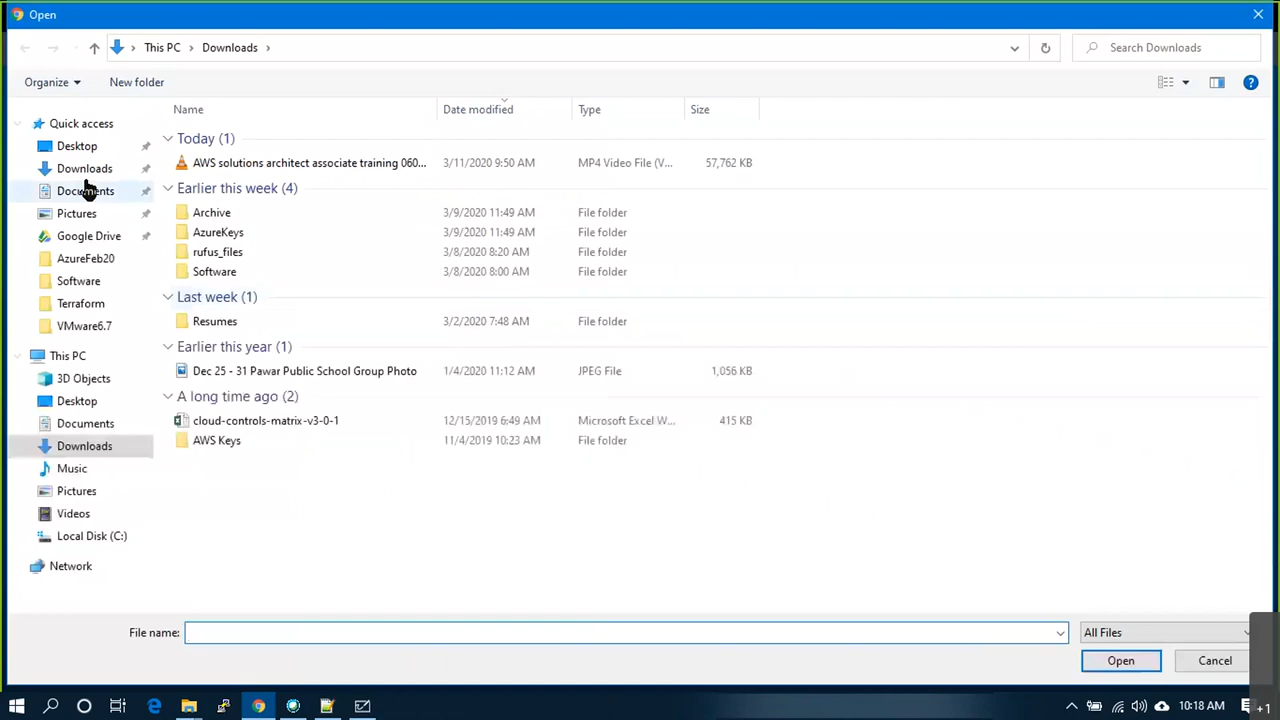 Open
This PC > Downloads >
Search Downloads
Organize
New folder
Name
Date modified
Type
Size
Quick access
Desktop
Downloads
Documents
Pictures
Google Drive
AzureFeb20
Software
Terraform
VMware6.7
This PC
3D Objects
Desktop
Documents
Downloads
Music
Pictures
Videos
Local Disk (C:)
Network
Today (1)
AWS solutions architect associate training 060... 3/11/2020 9:50 AM MP4 Video File (V... 57,762 KB
Earlier this week (4)
Archive 3/9/2020 11:49 AM File folder
AzureKeys 3/9/2020 11:49 AM File folder
rufus_files 3/8/2020 8:20 AM File folder
Software 3/8/2020 8:00 AM File folder
Last week (1)
Resumes 3/2/2020 7:48 AM File folder
Earlier this year (1)
Dec 25 - 31 Pawar Public School Group Photo 1/4/2020 11:12 AM JPEG File 1,056 KB
A long time ago (2)
cloud-controls-matrix-v3-0-1 12/15/2019 6:49 AM Microsoft Excel W... 415 KB
AWS Keys 11/4/2019 10:23 AM File folder
File name:
All Files
Open
Cancel
10:18 AM
+1